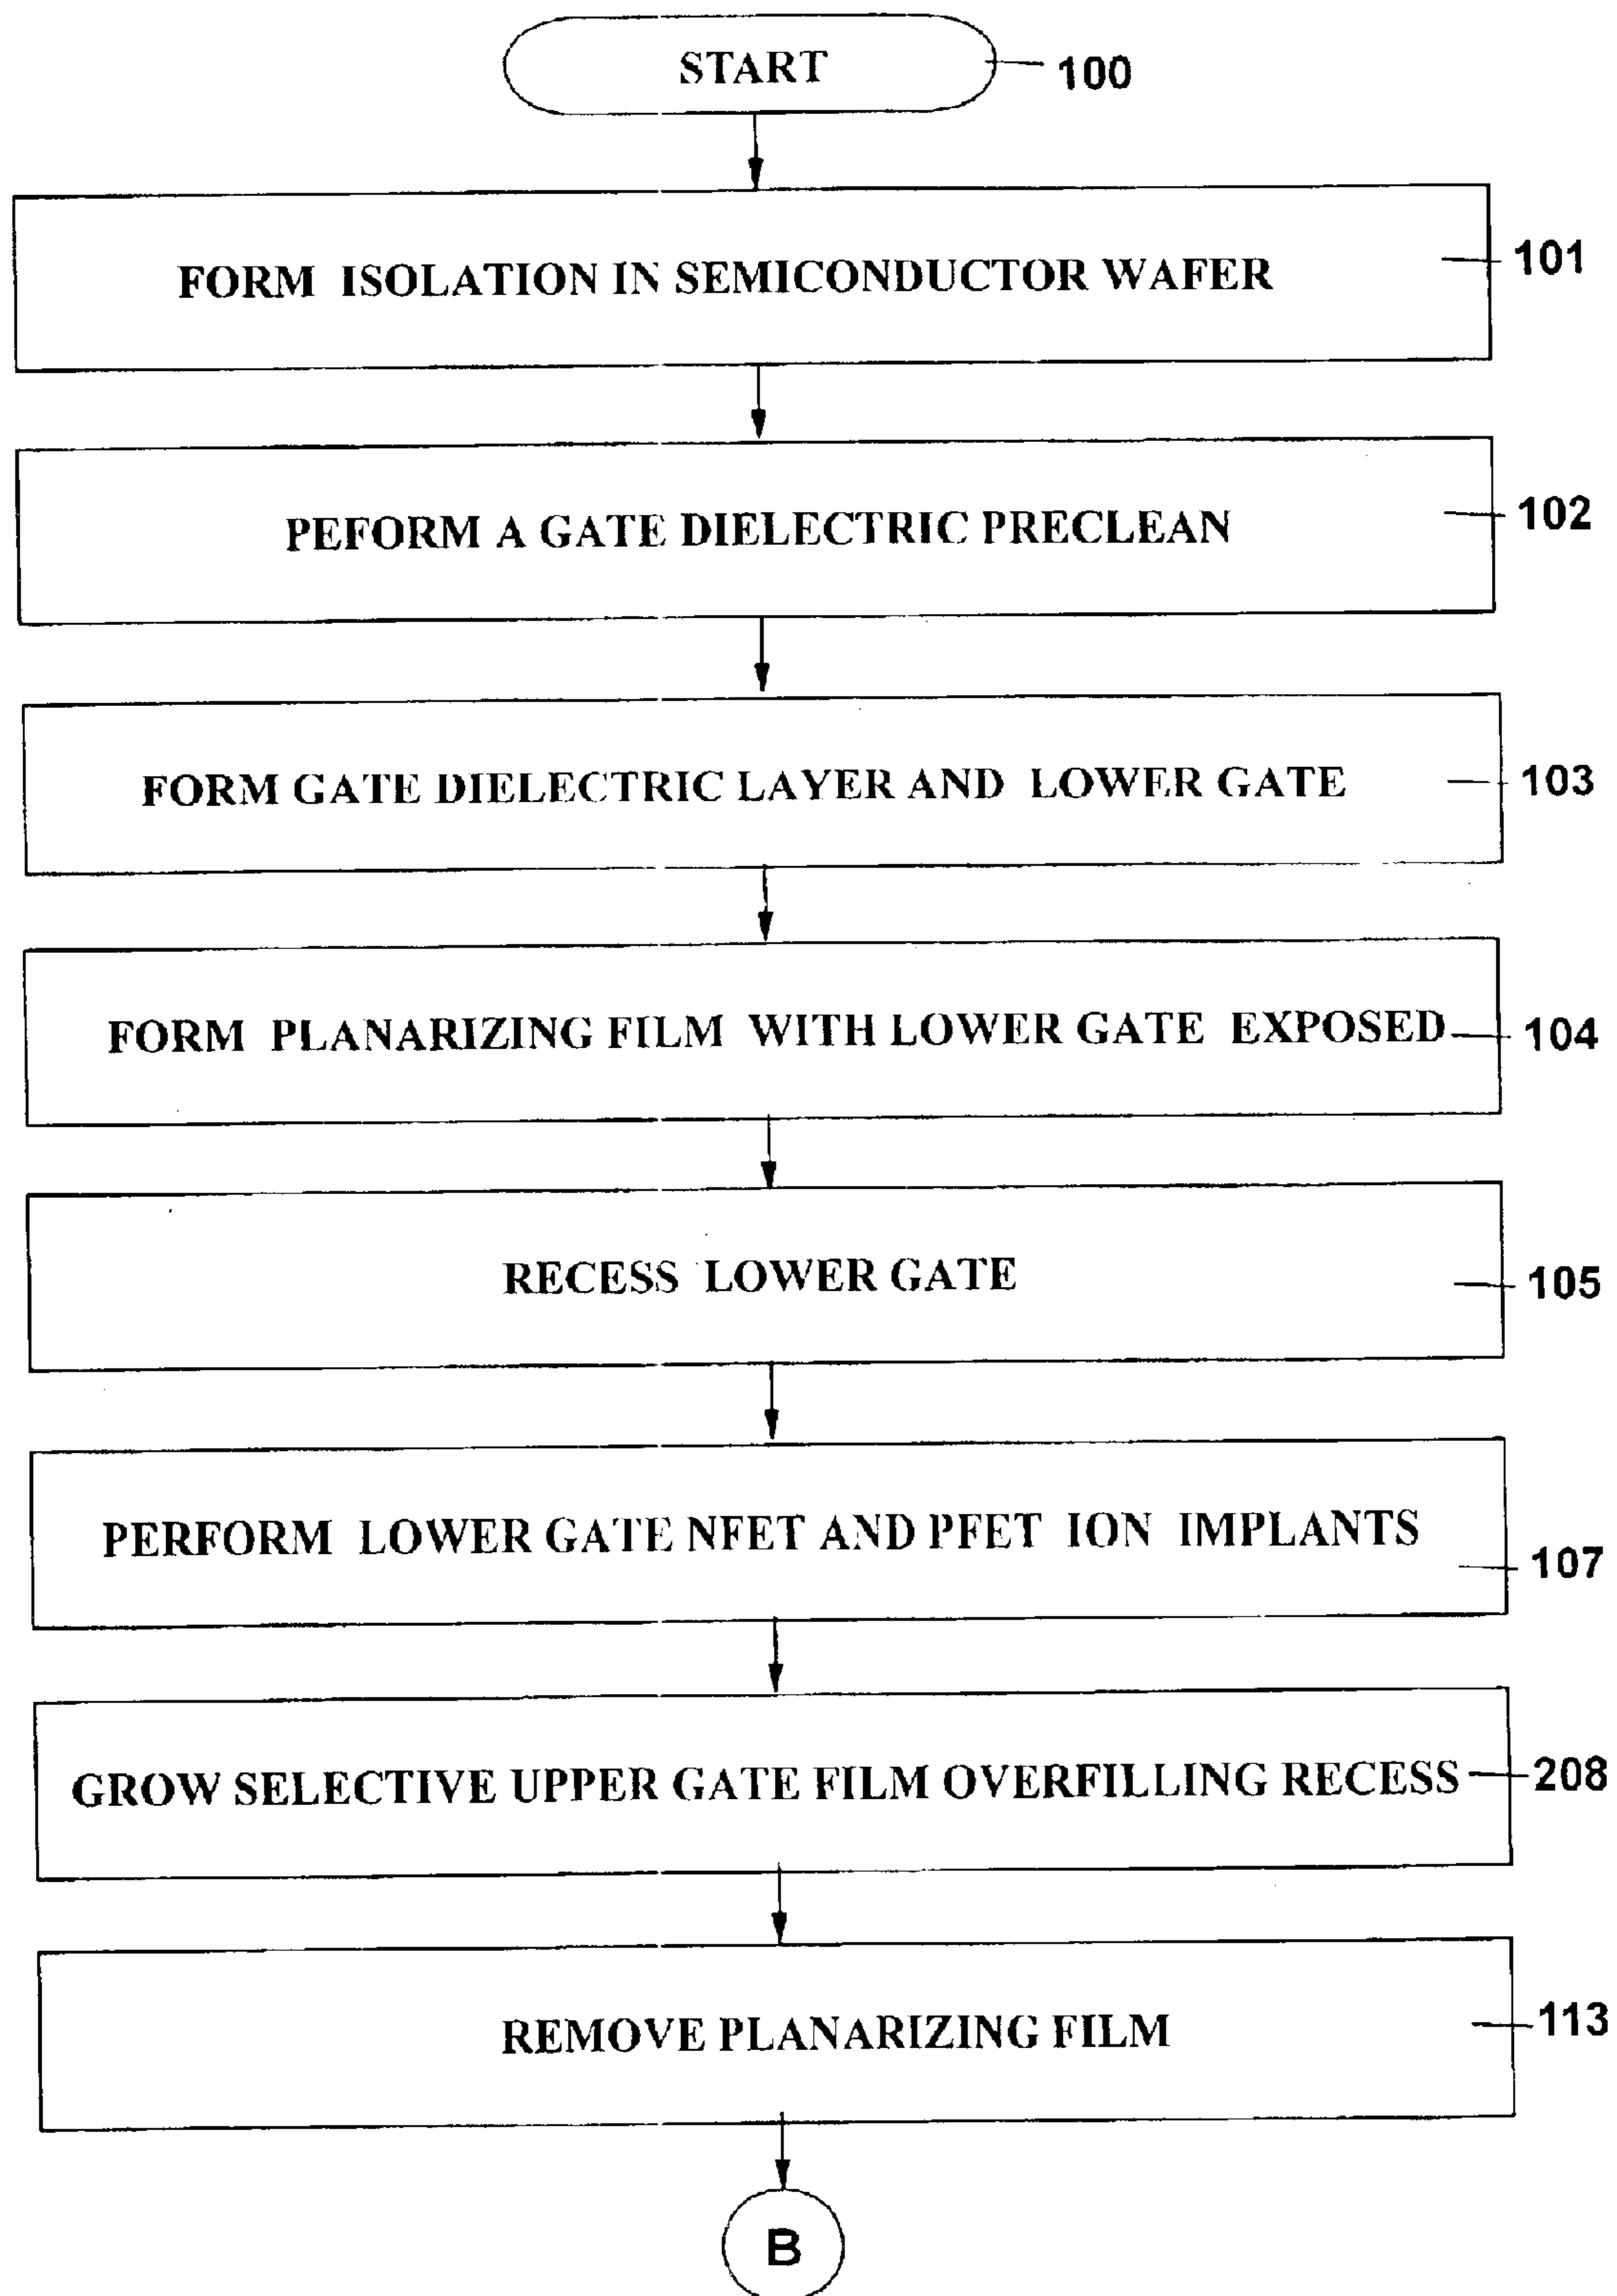 START 100
FORM ISOLATION IN SEMICONDUCTOR WAFER 101
PEFORM A GATE DIELECTRIC PRECLEAN 102
FORM GATE DIELECTRIC LAYER AND LOWER GATE 103
FORM PLANARIZING FILM WITH LOWER GATE EXPOSED 104
RECESS LOWER GATE 105
PERFORM LOWER GATE NFET AND PFET ION IMPLANTS 107
GROW SELECTIVE UPPER GATE FILM OVERFILLING RECESS 208
REMOVE PLANARIZING FILM 113
B